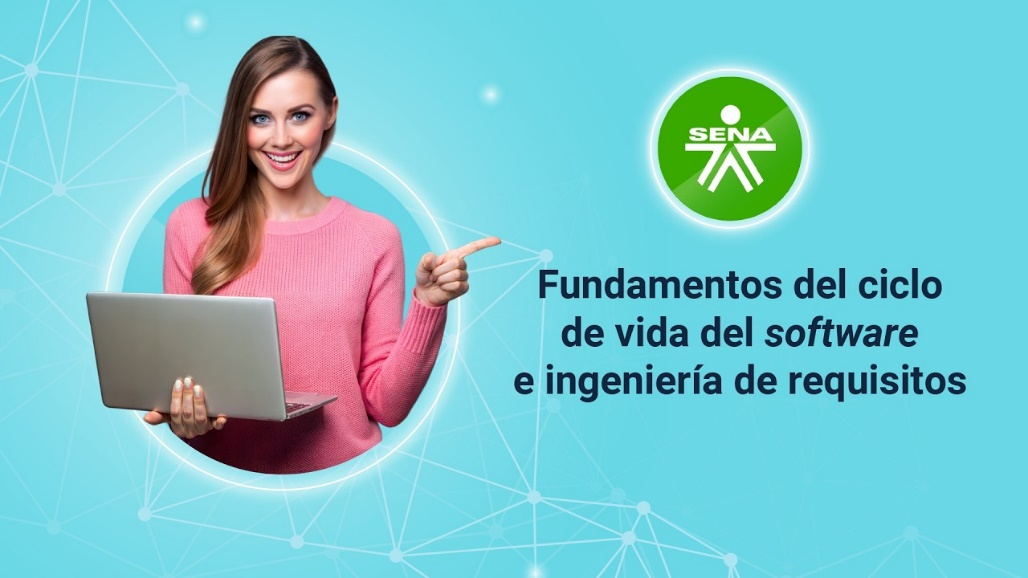 SENA
Fundamentos del ciclo
de vida del software
e ingeniería de requisitos